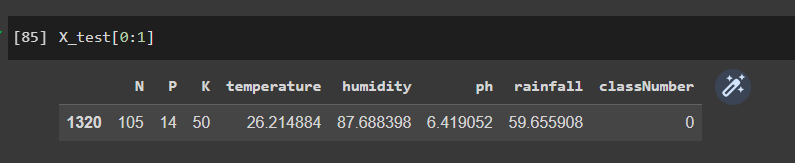 [85] X_test[0:1]
N P K temperature humidity ph rainfall classNumber
1320 105 14 50 26.214884 87.688398 6.419052 59.655908 0